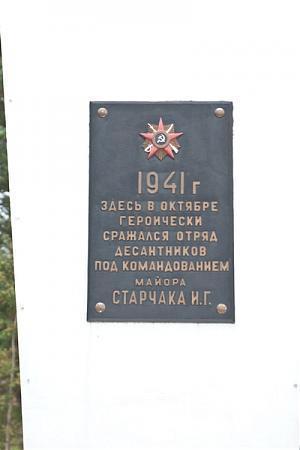 1941 г
ЗДЕСЬ В ОКТЯБРЕ
ГЕРОИЧЕСКИ
СРАЖАЛСЯ ОТРЯД
ДЕСАНТНИКОВ
ПОД КОМАНДОВАНИЕМ
МАЙОРА
СТАРЧАКА И.Г.